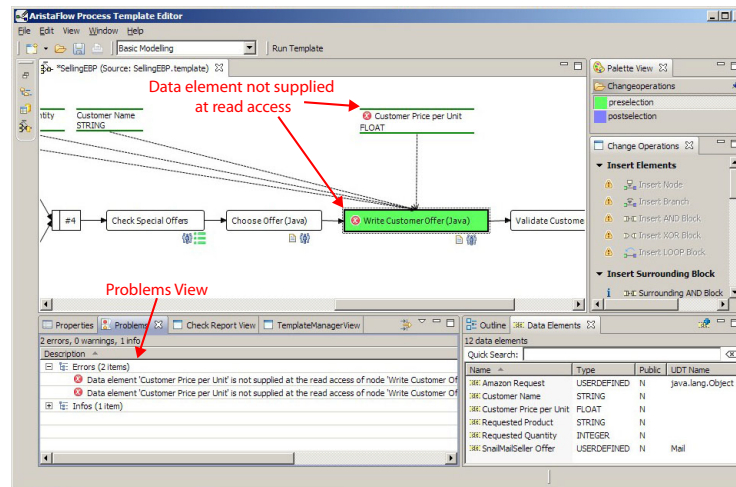 AristaFlow Process Template Editor
File Edit View Window Help
Basic Modelling
Run Template
*SellingEBP (Source: SellingEBP.template)
Data element not supplied
at read access
tity
Customer Name
STRING
Customer Price per Unit
FLOAT
#4
Check Special Offers
Choose Offer (Java)
Write Customer Offer (Java)
Validate Custome
Palette View
Changeoperations
preselection
postselection
Change Operations
Insert Elements
Insert Node
Insert Branch
Insert AND Block
Insert XOR Block
Insert LOOP Block
Insert Surrounding Block
Surrounding AND Block
Problems View
Properties Problems Check Report View TemplateManagerView
2 errors, 0 warnings, 1 info
Description
Errors (2 items)
Data element 'Customer Price per Unit' is not supplied at the read access of node 'Write Customer Of
Data element 'Customer Price per Unit' is not supplied at the read access of node 'Write Customer Of
Infos (1 item)
Outline Data Elements
12 data elements
Quick Search:
Name Type Public UDT Name
Amazon Request USERDEFINED N java.lang.Object
Customer Name STRING N
Customer Price per Unit FLOAT N
Requested Product STRING N
Requested Quantity INTEGER N
SnailMailSeller Offer USERDEFINED N Mail